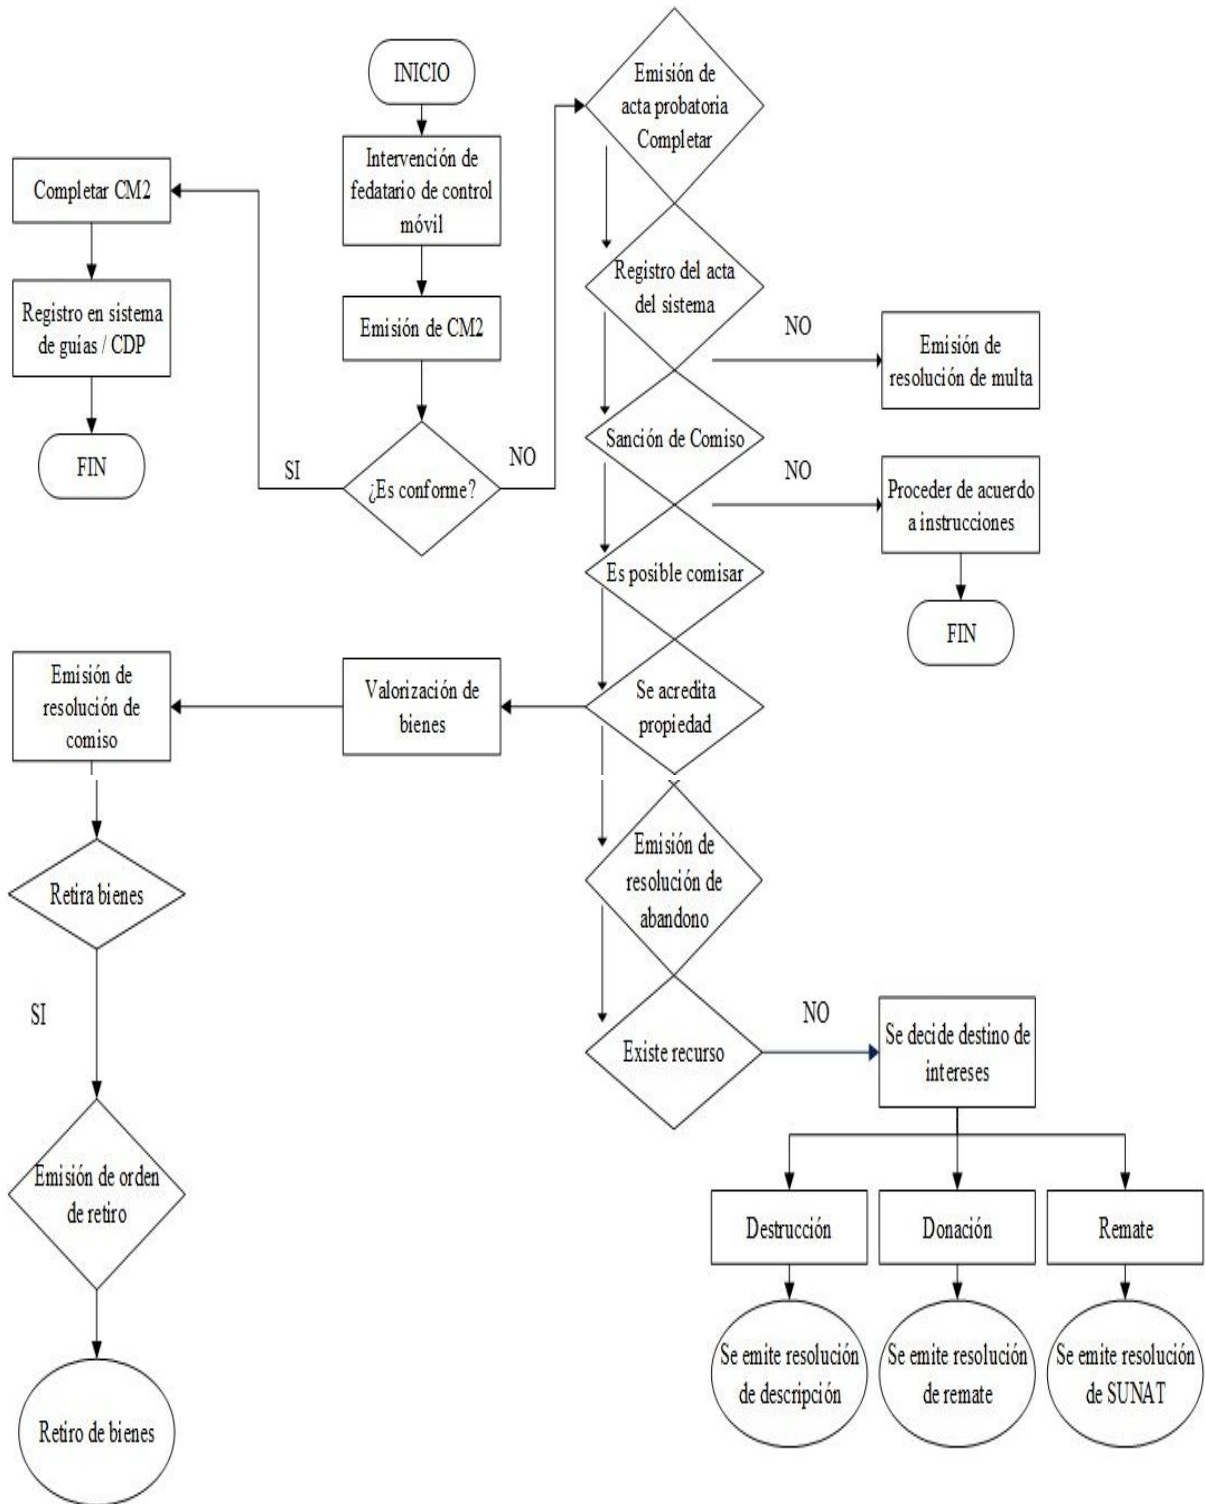 INICIO
Intervención de
fedatario de control
móvil
Emisión de CM2
¿Es conforme?
SI
Completar CM2
Registro en sistema
de guías / CDP
FIN
NO
Emisión de
acta probatoria
Completar
Registro del acta
del sistema
NO
Emisión de
resolución de multa
Sanción de Comiso
NO
Proceder de acuerdo
a instrucciones
FIN
Es posible comisar
Se acredita
propiedad
Valorización de
bienes
Emisión de
resolución de
comiso
Retira bienes
SI
Emisión de orden
de retiro
Retiro de bienes
Emisión de
resolución de
abandono
Existe recurso
NO
Se decide destino de
intereses
Destrucción
Donación
Remate
Se emite resolución
de descripción
Se emite resolución
de remate
Se emite resolución
de SUNAT